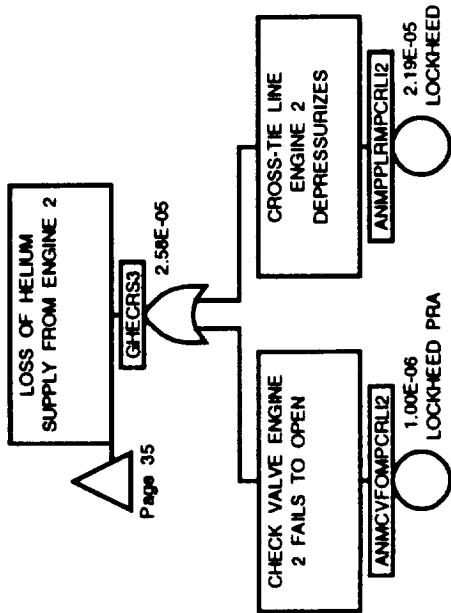 LOSS OF HELIUM
SUPPLY FROM ENGINE 2
GHECRS3
2.58E-05
Page 35
CHECK VALVE ENGINE
2 FAILS TO OPEN
ANMCVFOMPCRLI2
1.00E-06
LOCKHEED PRA
CROSS-TIE LINE
ENGINE 2
DEPRESSURIZES
ANMPPLRMPCRLI2
2.19E-05
LOCKHEED